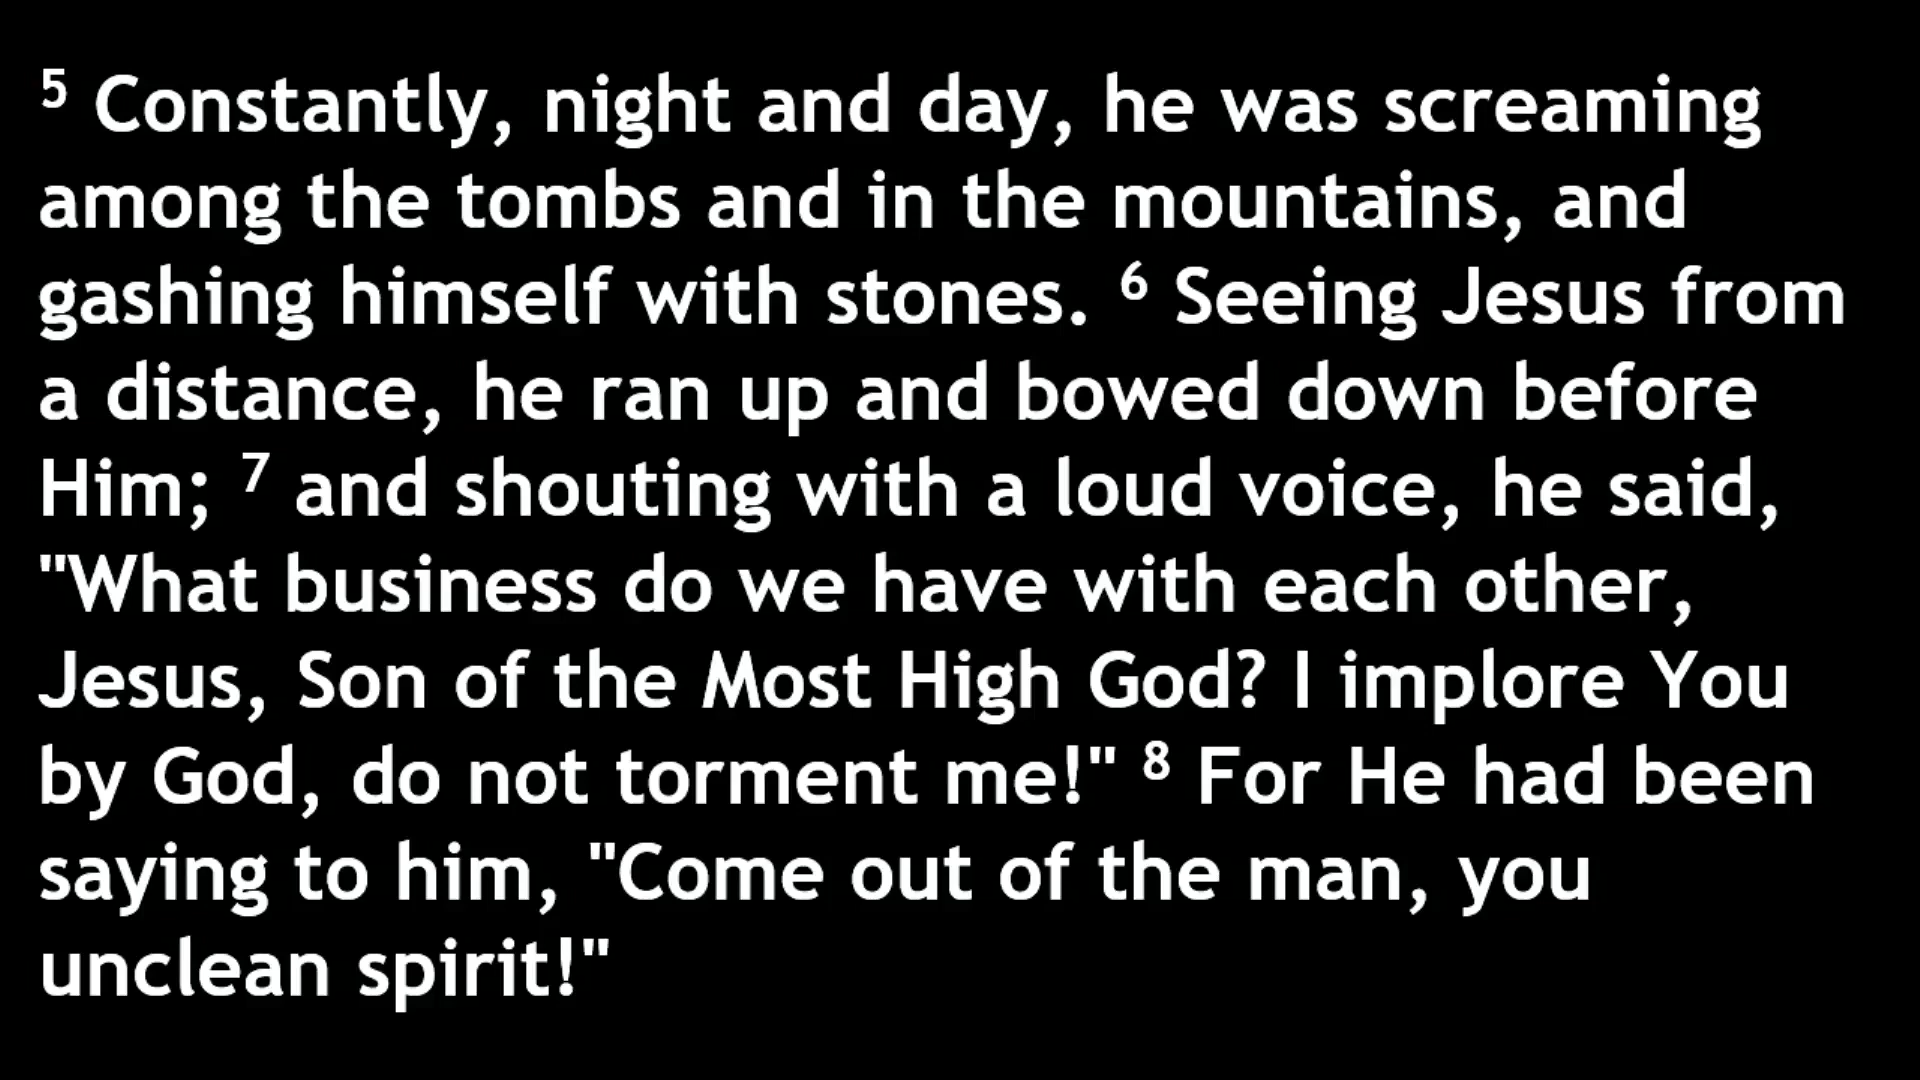 5 Constantly, night and day, he was screaming
among the tombs and in the mountains, and
gashing himself with stones. 6 Seeing Jesus from
a distance, he ran up and bowed down before
Him; 7 and shouting with a loud voice, he said,
"What business do we have with each other,
Jesus, Son of the Most High God? I implore You
by God, do not torment me!" 8 For He had been
saying to him, "Come out of the man, you
unclean spirit!"